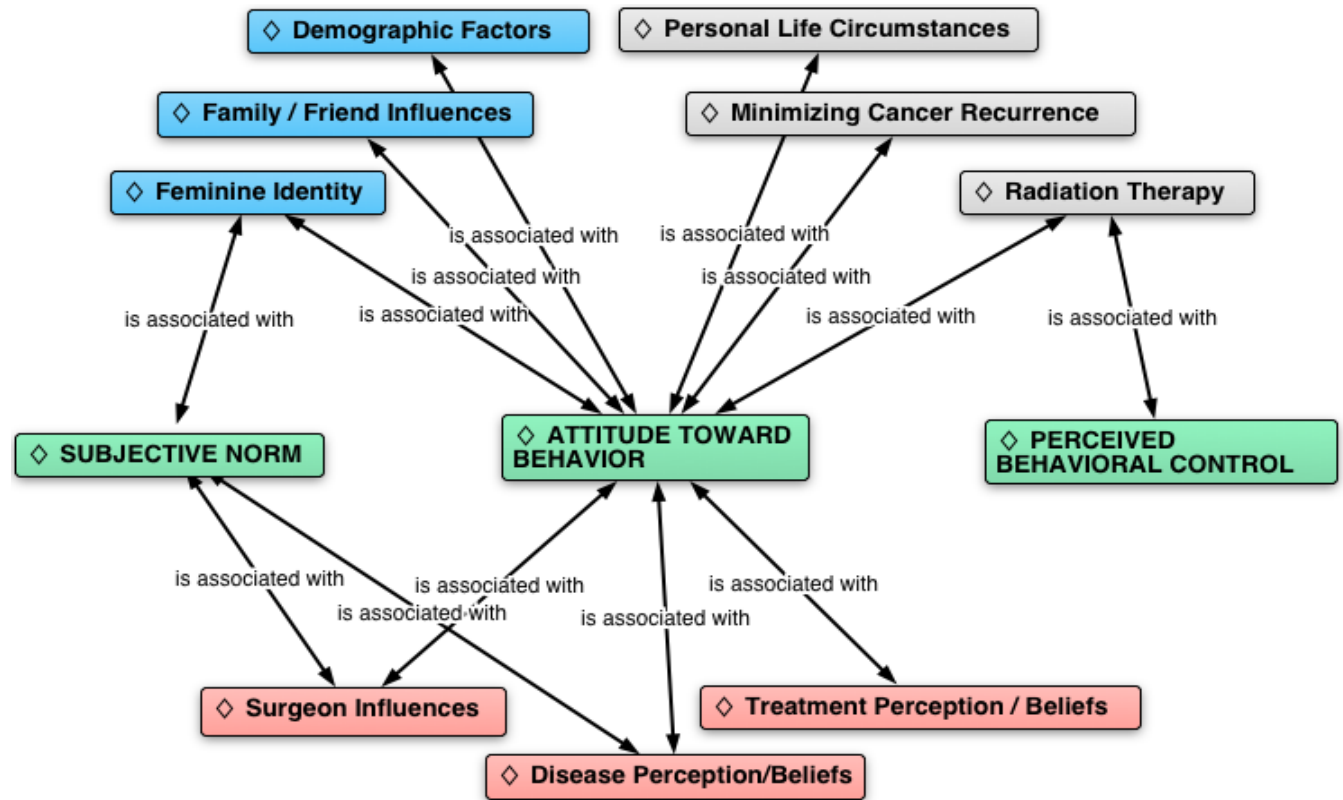 ◇ Demographic Factors
◇ Personal Life Circumstances
◇ Family / Friend Influences
◇ Minimizing Cancer Recurrence
◇ Feminine Identity
◇ Radiation Therapy
is associated with
is associated with
is associated with
is associated with
is associated with
is associated with
is associated with
is associated with
◇ SUBJECTIVE NORM
◇ ATTITUDE TOWARD
BEHAVIOR
◇ PERCEIVED
BEHAVIORAL CONTROL
is associated with
is associated with
is associated with
is associated with
is associated with
◇ Surgeon Influences
◇ Treatment Perception / Beliefs
◇ Disease Perception/Beliefs